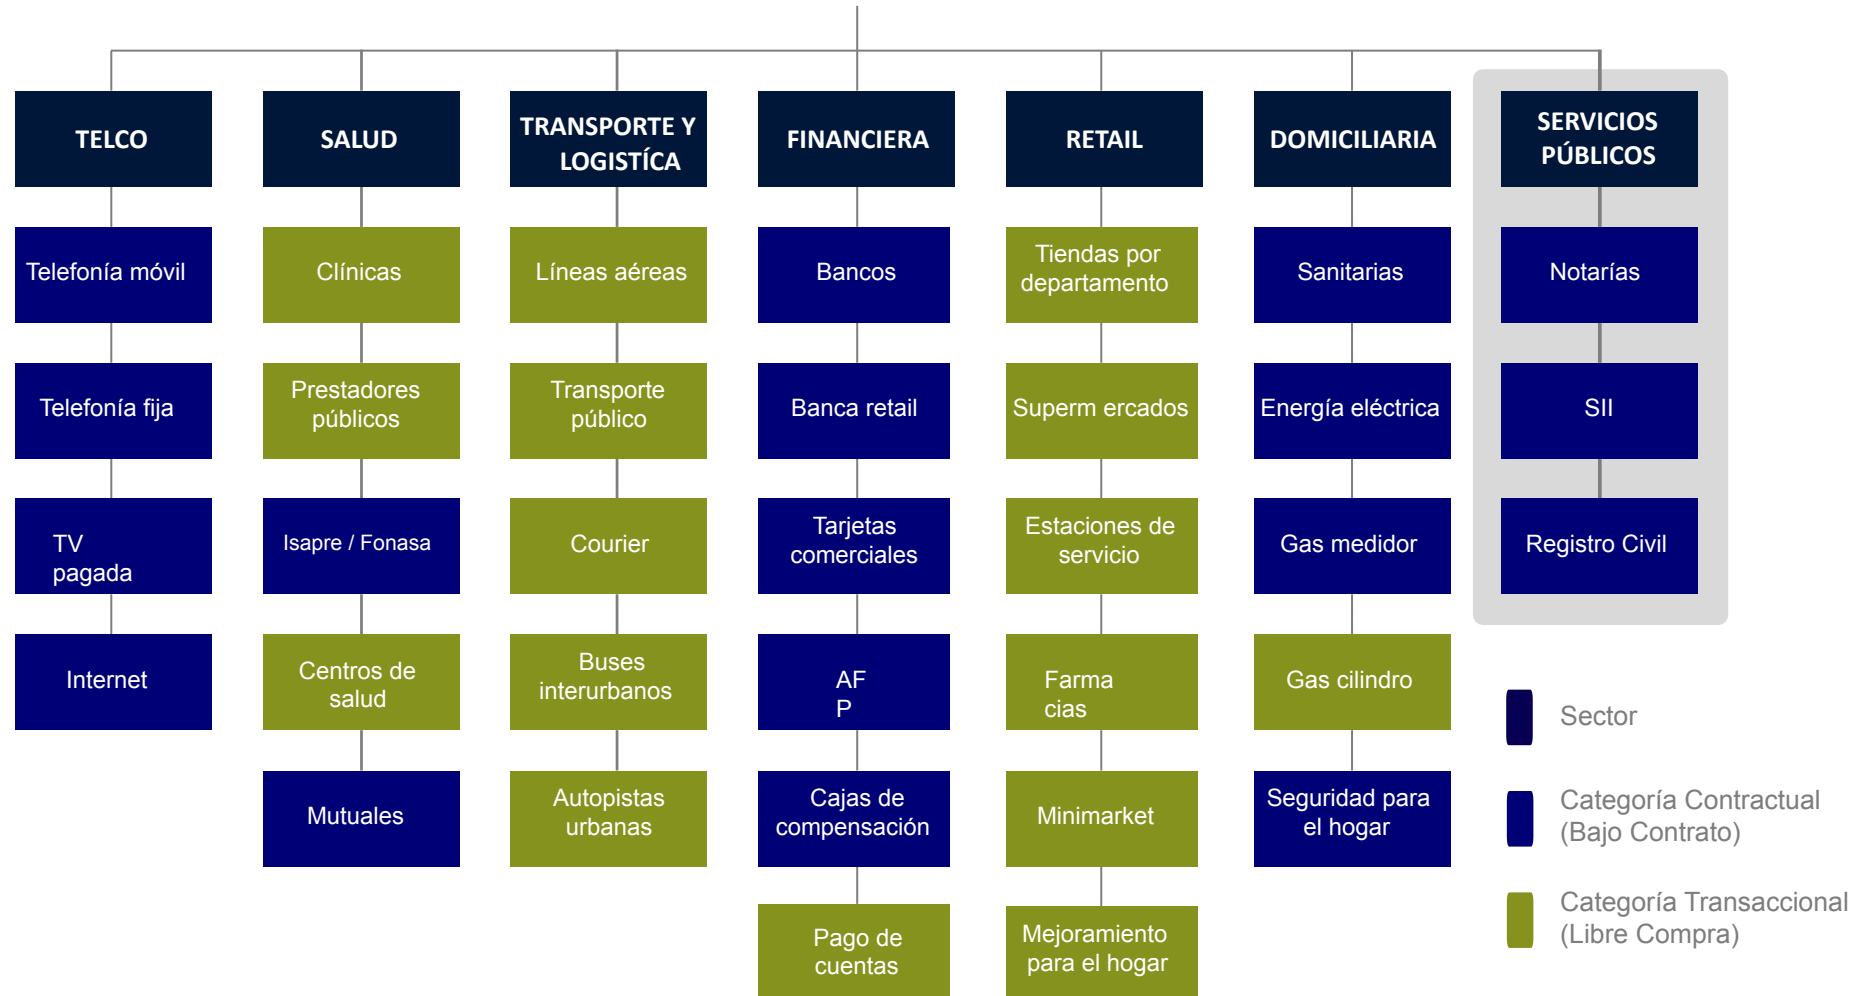 TELCO
SALUD
TRANSPORTE Y
LOGISTÍCA
FINANCIERA
RETAIL
DOMICILIARIA
SERVICIOS
PÚBLICOS
Telefonía móvil
Clínicas
Líneas aéreas
Bancos
Tiendas por
departamento
Sanitarias
Notarías
Telefonía fija
Prestadores
públicos
Transporte
público
Banca retail
Superm ercados
Energía eléctrica
SII
TV
pagada
Isapre / Fonasa
Courier
Tarjetas
comerciales
Estaciones de
servicio
Gas medidor
Registro Civil
Internet
Centros de
salud
Buses
interurbanos
AF
P
Farma
cias
Gas cilindro
Mutuales
Autopistas
urbanas
Cajas de
compensación
Minimarket
Seguridad para
el hogar
Pago de
cuentas
Mejoramiento
para el hogar
Sector
Categoría Contractual
(Bajo Contrato)
Categoría Transaccional
(Libre Compra)